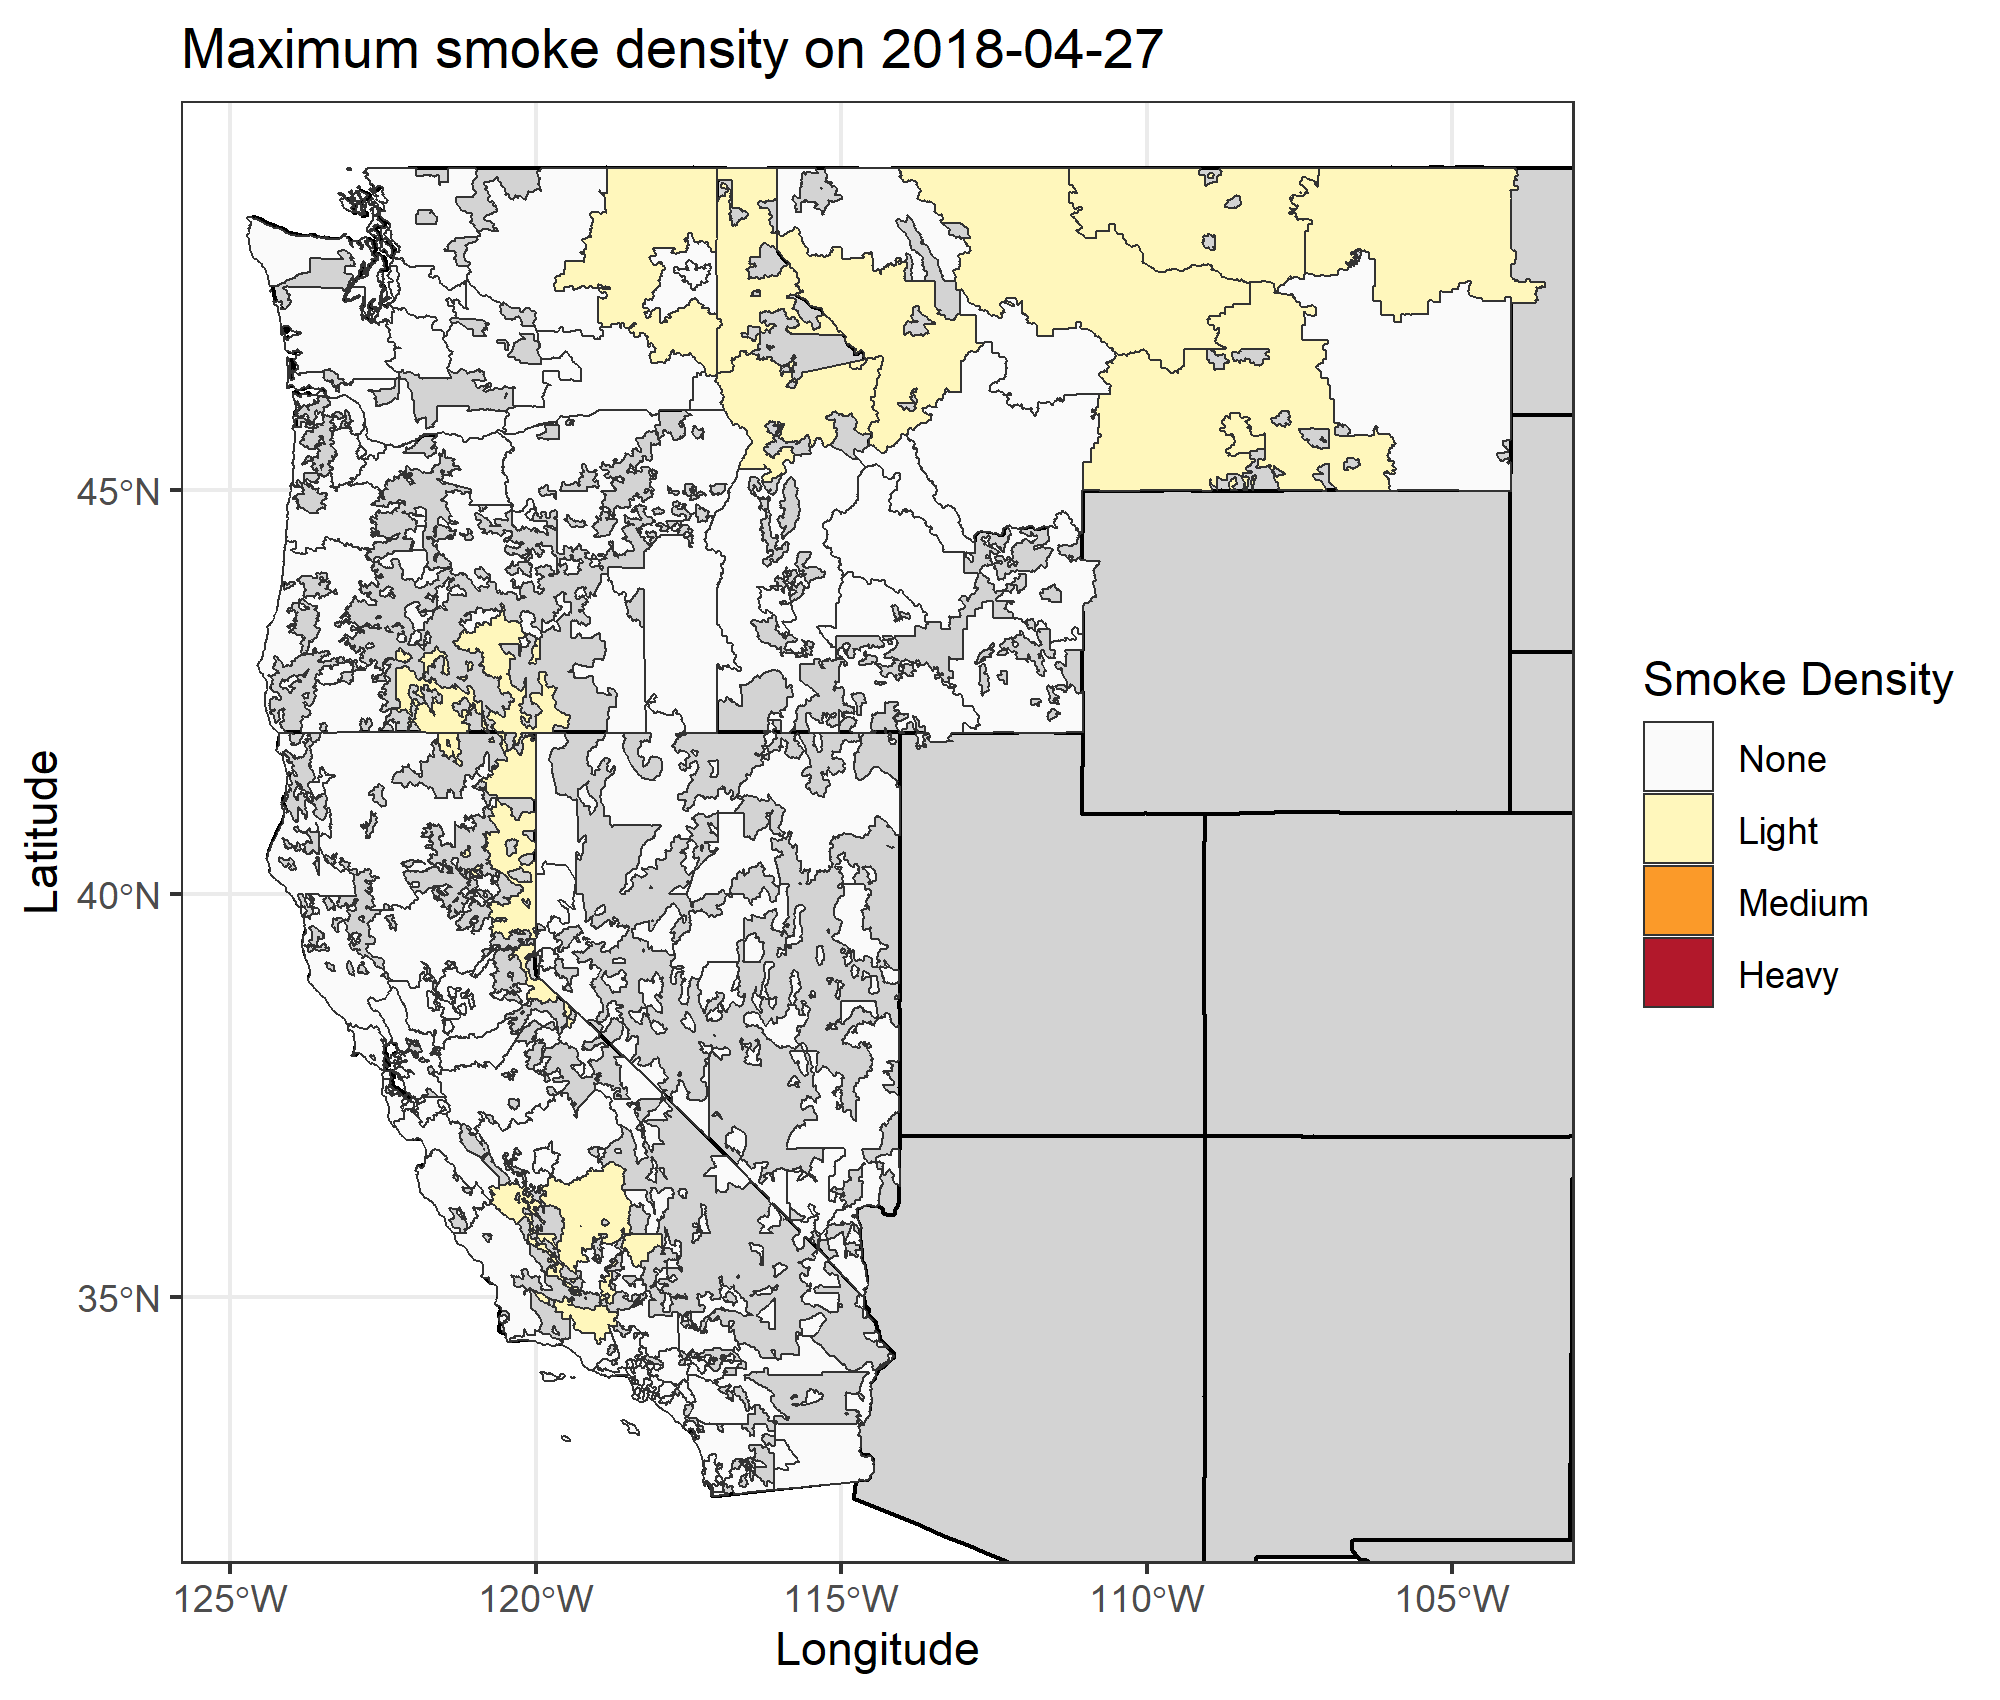 Maximum smoke density on 2018-04-27
Latitude
45°N
40°N
35°N
125°W
120°W
115°W
110°W
105°W
Longitude
Smoke Density
None
Light
Medium
Heavy